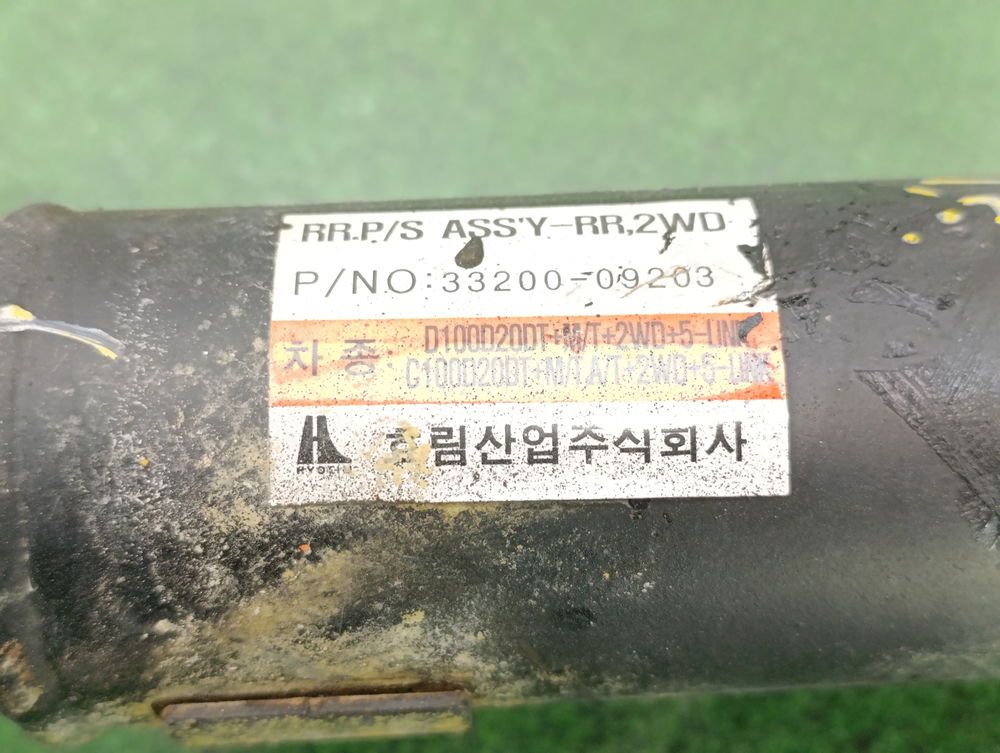 RR.P/S ASS'Y-RR,2WD
P/NO:33200-09203
차 종: D100D20DT+M/T+2WD+5-LINK
G100D20DT+M/T,A/T+2WD+5-LINK
림산업주식회사